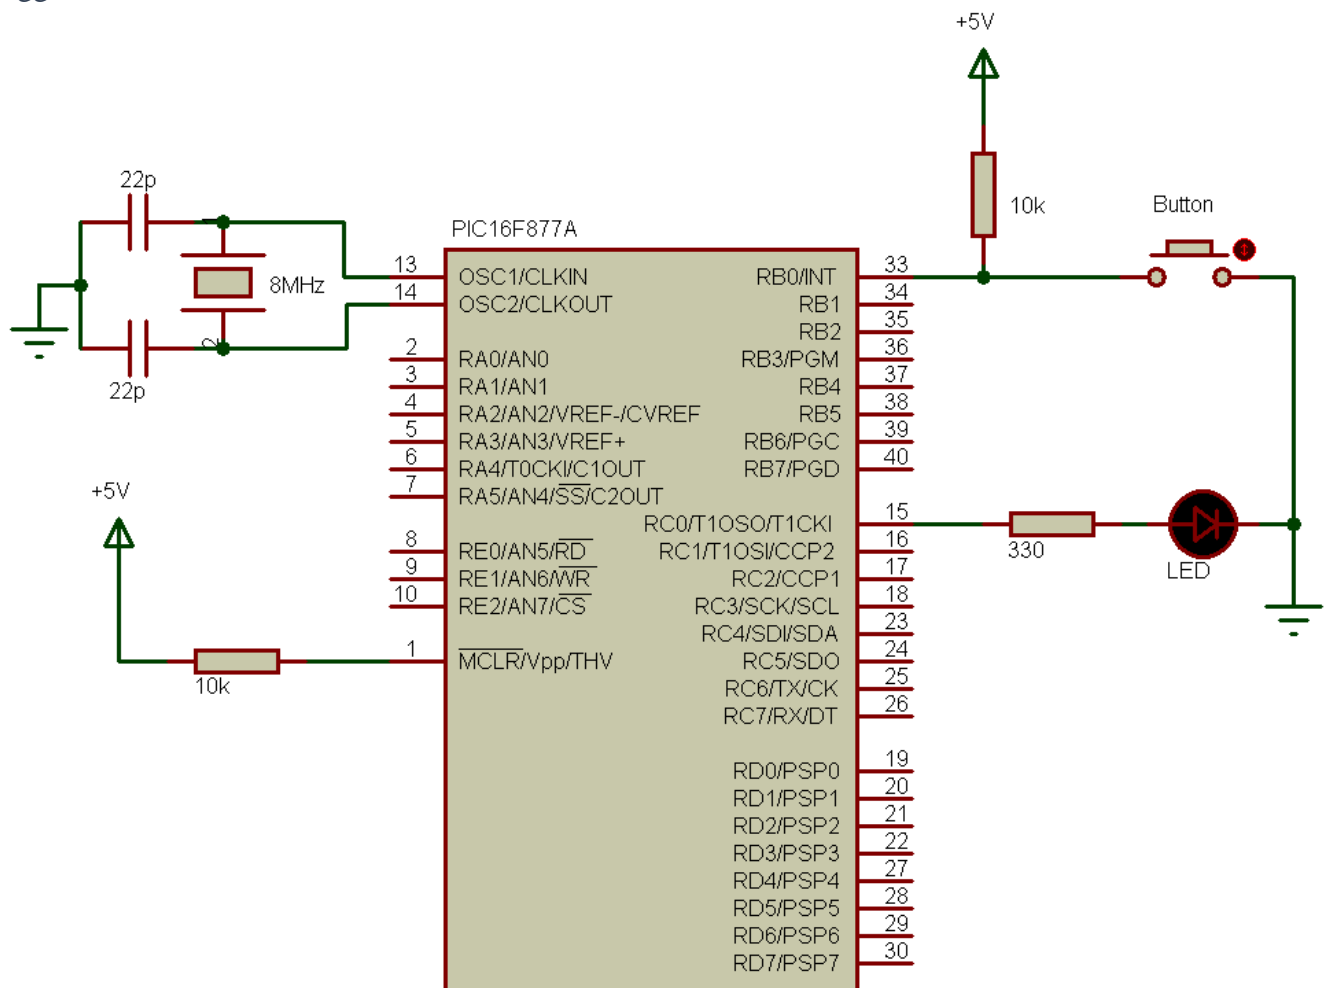 +5V
22p
10k
Button
PIC16F877A
1
8MHz
2
22p
13 OSC1/CLKIN RB0/INT 33
14 OSC2/CLKOUT RB1 34
RB2 35
2 RA0/AN0 RB3/PGM 36
3 RA1/AN1 RB4 37
4 RA2/AN2/VREF-/CVREF RB5 38
5 RA3/AN3/VREF+ RB6/PGC 39
6 RA4/T0CKI/C1OUT RB7/PGD 40
7 RA5/AN4/SS/C2OUT
+5V
RC0/T1OSO/T1CKI 15
330
LED
8 RE0/AN5/RD RC1/T1OSI/CCP2 16
9 RE1/AN6/WR RC2/CCP1 17
10 RE2/AN7/CS RC3/SCK/SCL 18
RC4/SDI/SDA 23
1 MCLR/Vpp/THV RC5/SDO 24
10k
RC6/TX/CK 25
RC7/RX/DT 26
RD0/PSP0 19
RD1/PSP1 20
RD2/PSP2 21
RD3/PSP3 22
RD4/PSP4 27
RD5/PSP5 28
RD6/PSP6 29
RD7/PSP7 30